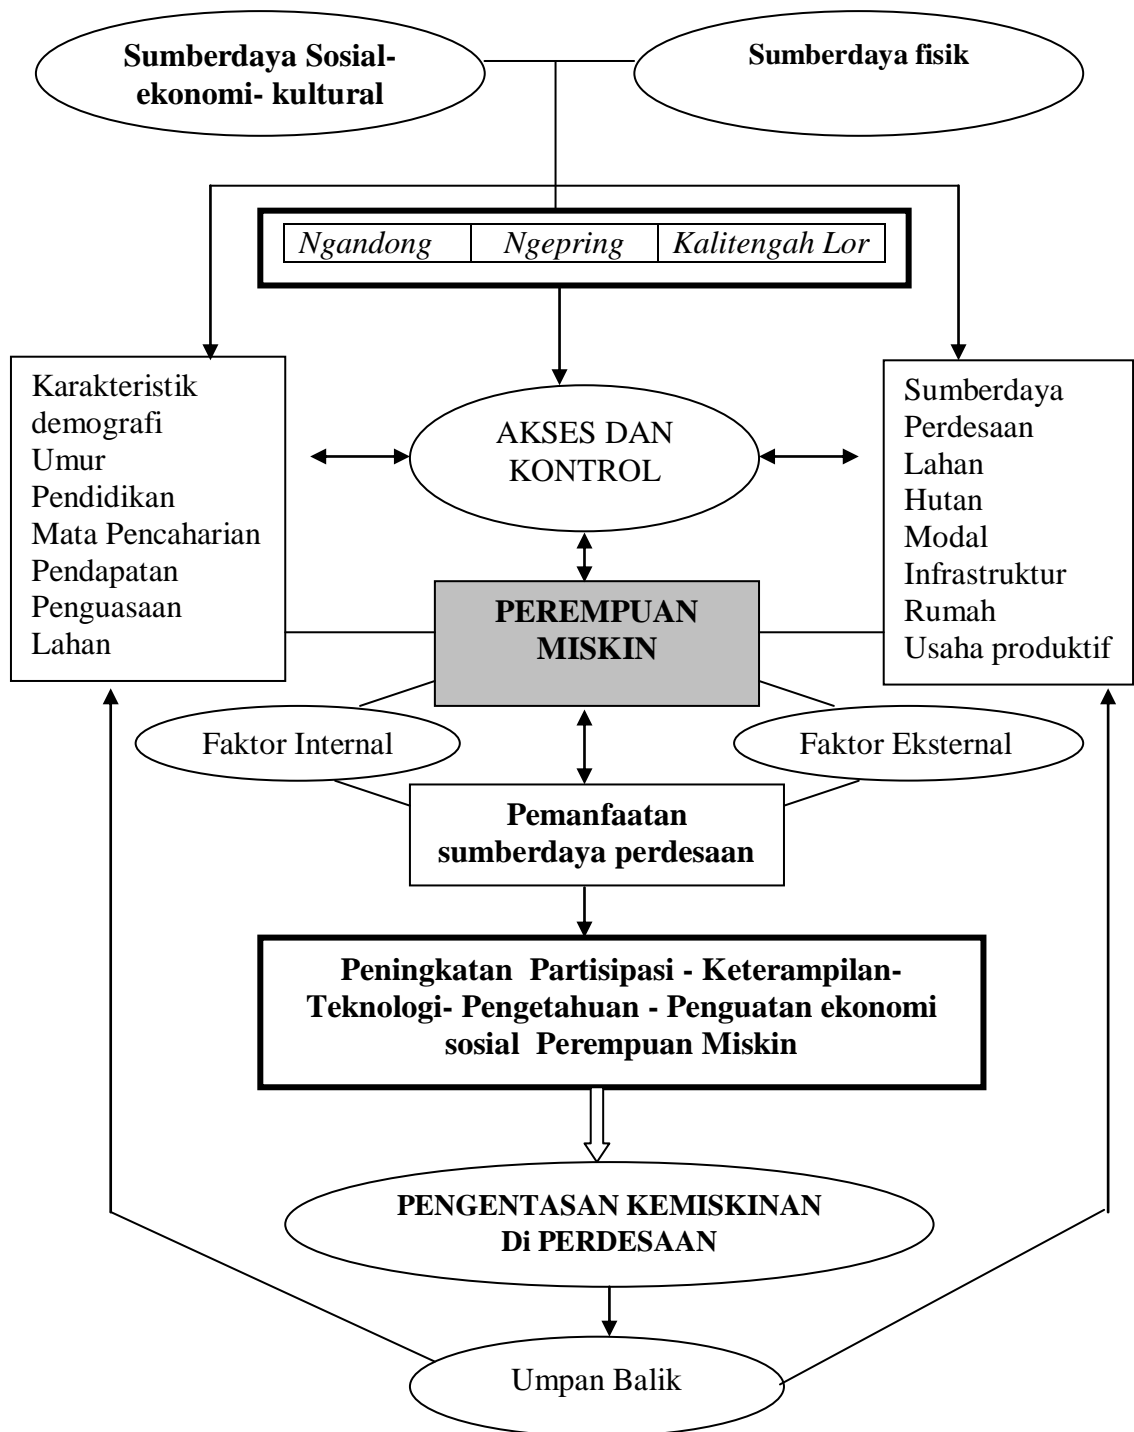 Sumberdaya Sosial-
ekonomi- kultural
Sumberdaya fisik
Ngandong
Ngepring
Kalitengah Lor
Karakteristik
demografi
Umur
Pendidikan
Mata Pencaharian
Pendapatan
Penguasaan
Lahan
AKSES DAN
KONTROL
Sumberdaya
Perdesaan
Lahan
Hutan
Modal
Infrastruktur
Rumah
Usaha produktif
PEREMPUAN
MISKIN
Faktor Internal
Faktor Eksternal
Pemanfaatan
sumberdaya perdesaan
Peningkatan Partisipasi - Keterampilan-
Teknologi- Pengetahuan - Penguatan ekonomi
sosial Perempuan Miskin
PENGENTASAN KEMISKINAN
Di PERDESAAN
Umpan Balik